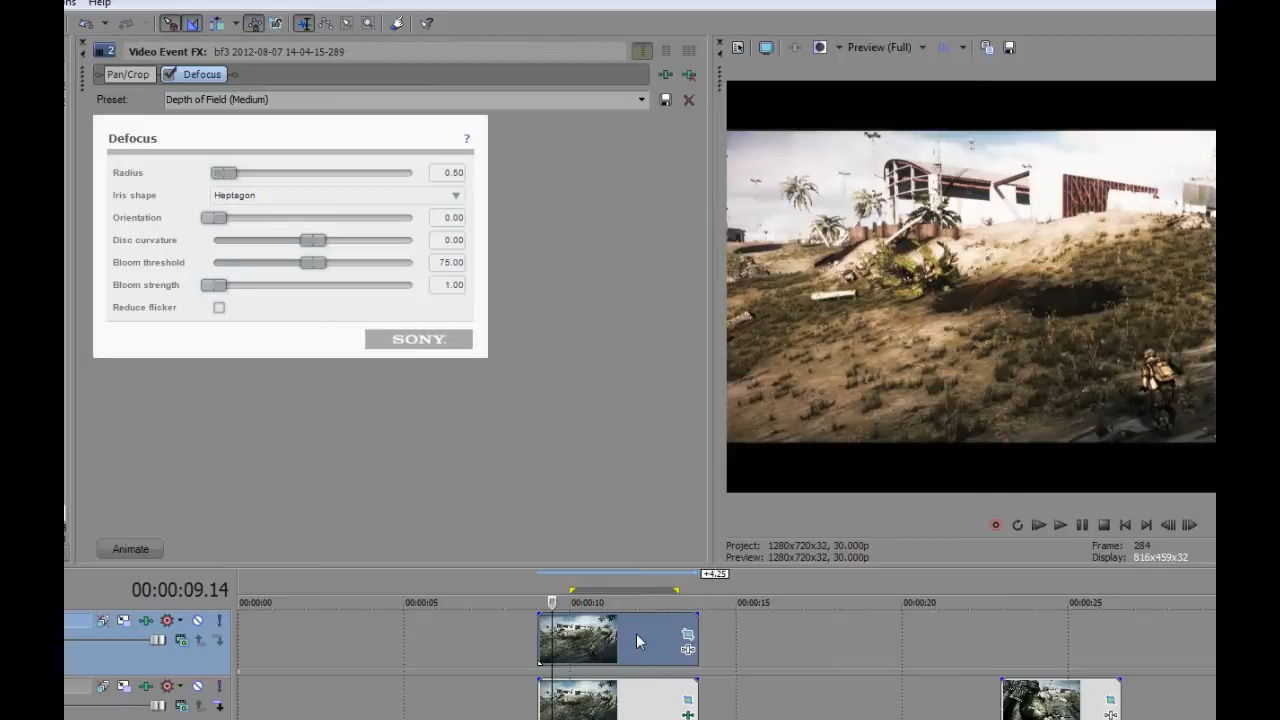 Help
2
Video Event FX:
bf3 2012-08-07 14-04-15-289
Preview (Full)
Pan/Crop
Defocus
Preset:
Depth of Field (Medium)
Defocus
?
Radius
0.50
Iris shape
Heptagon
Orientation
0.00
Disc curvature
0.00
Bloom threshold
75.00
Bloom strength
1.00
Reduce flicker
SONY
Animate
Project: 1280x720x32, 30.000p
Frame: 284
Preview: 1280x720x32, 30.000p
Display: 816x459x32
+4.25
00:00:09.14
00:00:00
00:00:05
00:00:10
00:00:15
00:00:20
00:00:25